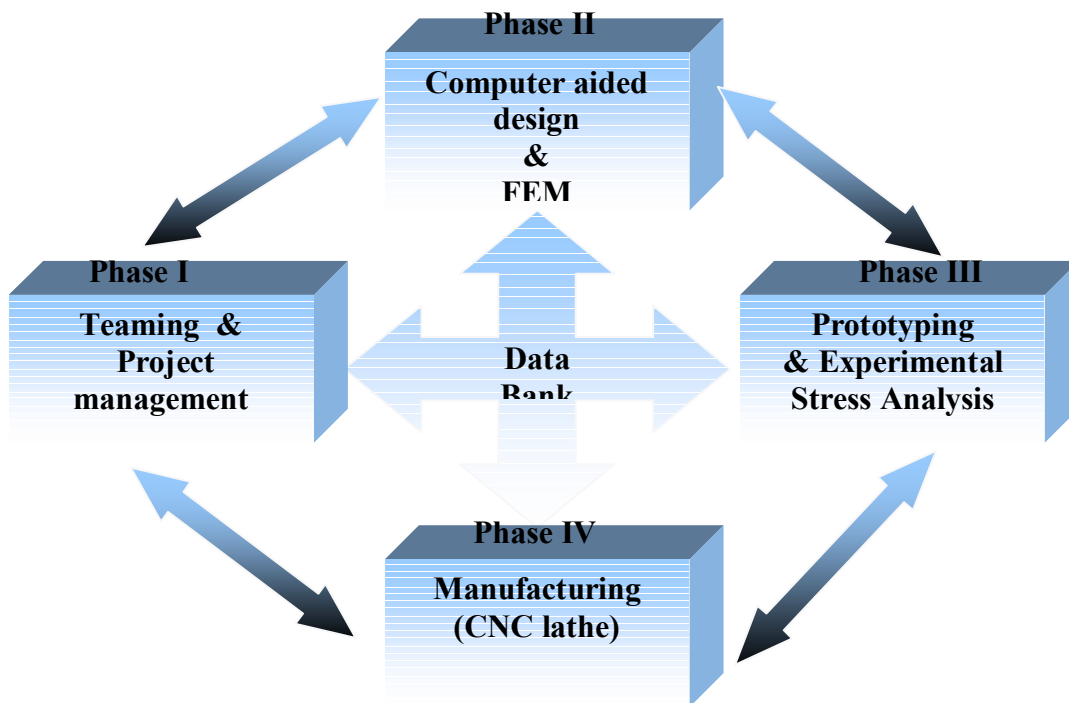 Phase II
Computer aided
design
&
FEM
Phase I
Teaming &
Project
management
Data
Bank
Phase III
Prototyping
& Experimental
Stress Analysis
Phase IV
Manufacturing
(CNC lathe)